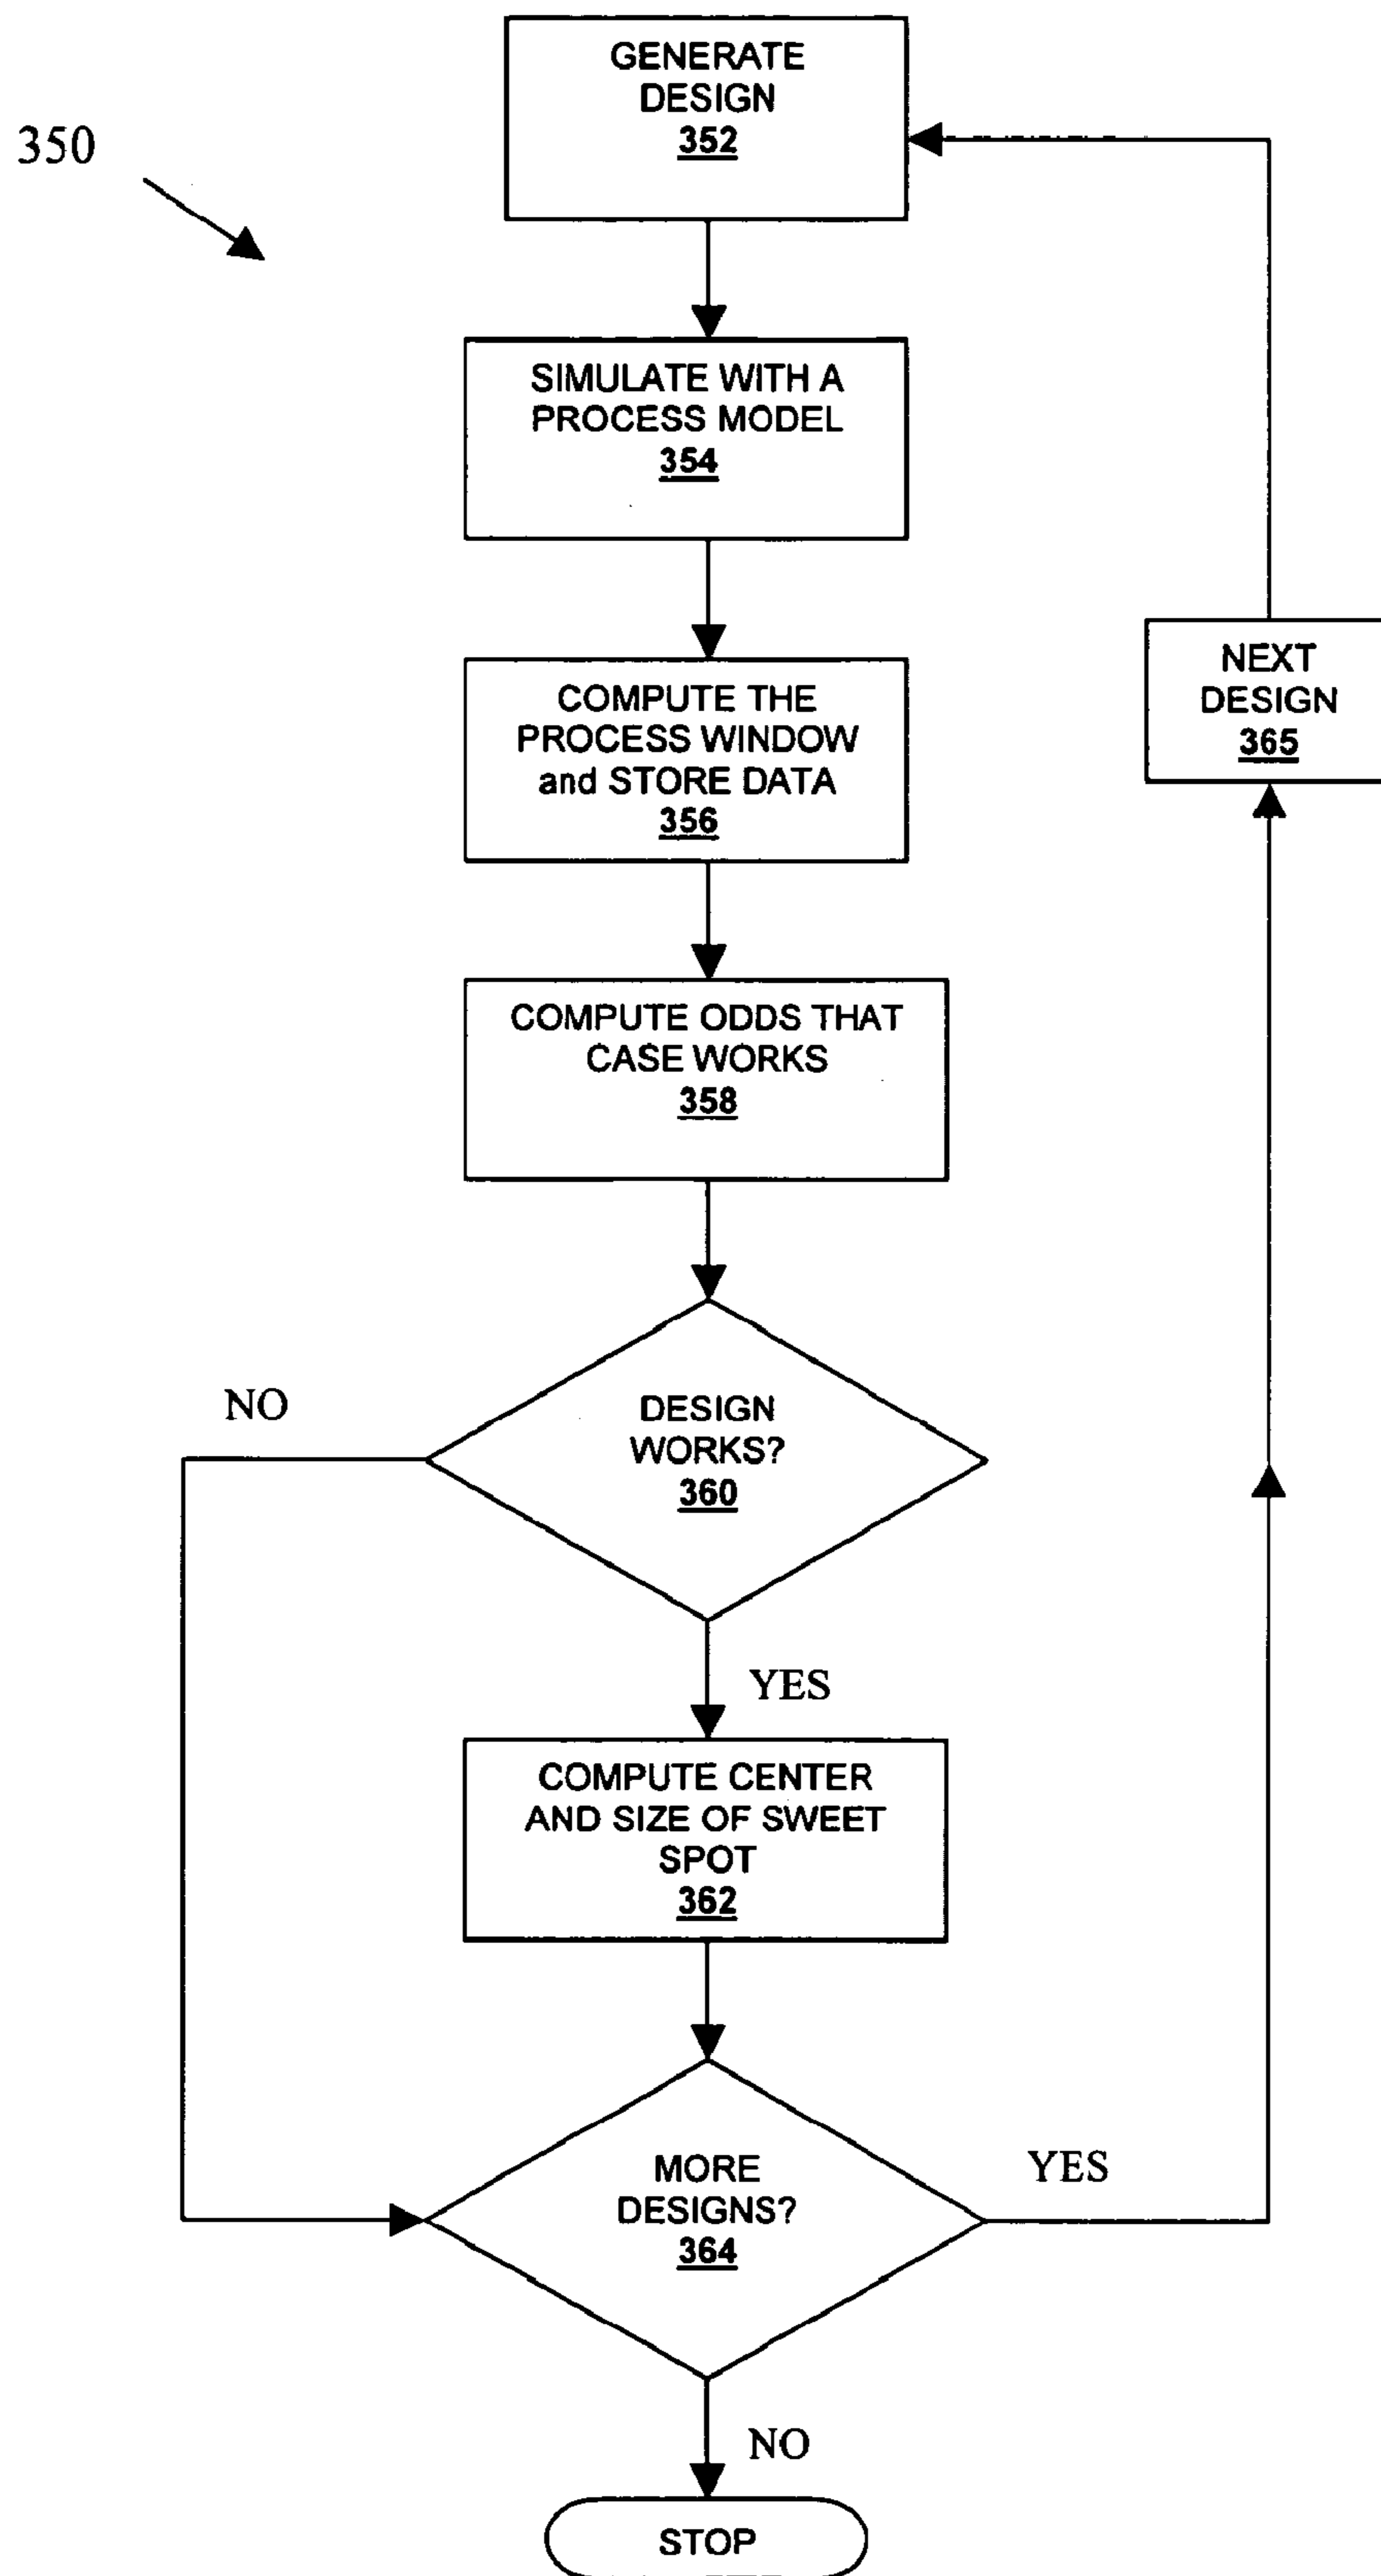 GENERATE
DESIGN
352
350
SIMULATE WITH A
PROCESS MODEL
354
COMPUTE THE
PROCESS WINDOW
and STORE DATA
356
NEXT
DESIGN
365
COMPUTE ODDS THAT
CASE WORKS
358
DESIGN
WORKS?
360
NO
YES
COMPUTE CENTER
AND SIZE OF SWEET
SPOT
362
MORE
DESIGNS?
364
YES
NO
STOP